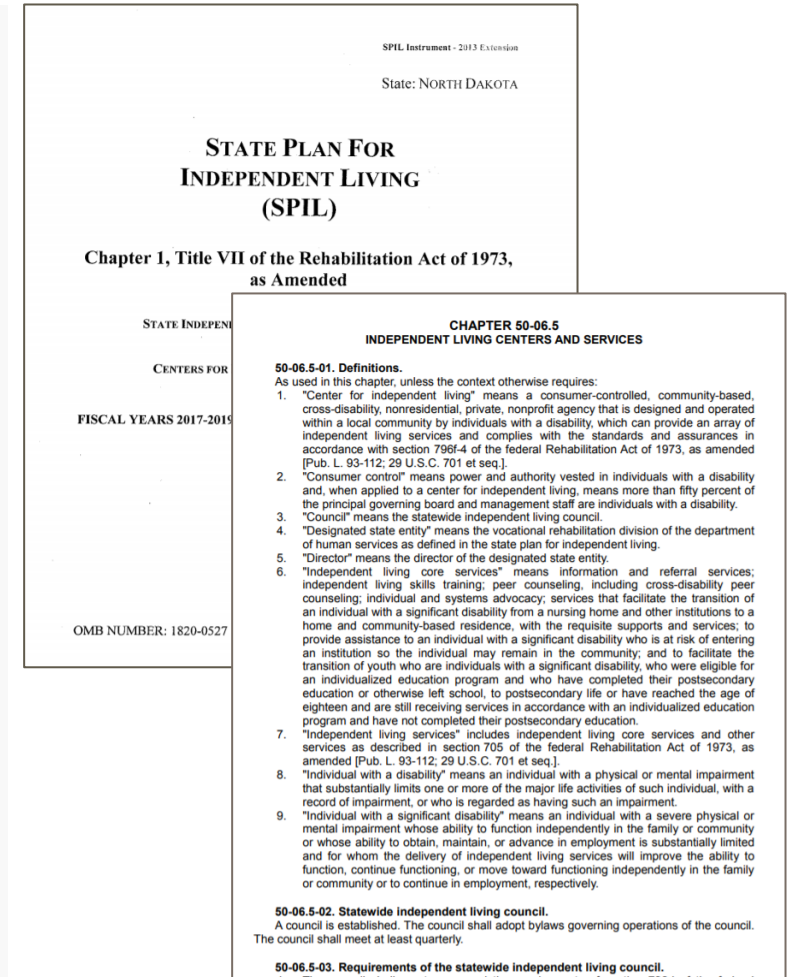 SPIL Instrument - 2013 Extension
State: NORTH DAKOTA
STATE PLAN FOR
INDEPENDENT LIVING
(SPIL)
Chapter 1, Title VII of the Rehabilitation Act of 1973,
as Amended
STATE INDEPEN
CENTERS FOR
FISCAL YEARS 2017-2019
OMB NUMBER: 1820-0527
CHAPTER 50-06.5
INDEPENDENT LIVING CENTERS AND SERVICES
50-06.5-01. Definitions.
As used in this chapter, unless the context otherwise requires:
1. "Center for independent living" means a consumer-controlled, community-based,
cross-disability, nonresidential, private, nonprofit agency that is designed and operated
within a local community by individuals with a disability, which can provide an array of
independent living services and complies with the standards and assurances in
accordance with section 796f-4 of the federal Rehabilitation Act of 1973, as amended
[Pub. L. 93-112; 29 U.S.C. 701 et seq.].
2. "Consumer control" means power and authority vested in individuals with a disability
and, when applied to a center for independent living, means more than fifty percent of
the principal governing board and management staff are individuals with a disability.
3. "Council" means the statewide independent living council.
4. "Designated state entity" means the vocational rehabilitation division of the department
of human services as defined in the state plan for independent living.
5. "Director" means the director of the designated state entity.
6. "Independent living core services" means information and referral services;
independent living skills training; peer counseling, including cross-disability peer
counseling; individual and systems advocacy; services that facilitate the transition of
an individual with a significant disability from a nursing home and other institutions to a
home and community-based residence, with the requisite supports and services; to
provide assistance to an individual with a significant disability who is at risk of entering
an institution so the individual may remain in the community; and to facilitate the
transition of youth who are individuals with a significant disability, who were eligible for
an individualized education program and who have completed their postsecondary
education or otherwise left school, to postsecondary life or have reached the age of
eighteen and are still receiving services in accordance with an individualized education
program and have not completed their postsecondary education.
7. "Independent living services" includes independent living core services and other
services as described in section 705 of the federal Rehabilitation Act of 1973, as
amended [Pub. L. 93-112; 29 U.S.C. 701 et seq.].
8. "Individual with a disability" means an individual with a physical or mental impairment
that substantially limits one or more of the major life activities of such individual, with a
record of impairment, or who is regarded as having such an impairment.
9. "Individual with a significant disability" means an individual with a severe physical or
mental impairment whose ability to function independently in the family or community
or whose ability to obtain, maintain, or advance in employment is substantially limited
and for whom the delivery of independent living services will improve the ability to
function, continue functioning, or move toward functioning independently in the family
or community or to continue in employment, respectively.
50-06.5-02. Statewide independent living council.
A council is established. The council shall adopt bylaws governing operations of the council.
The council shall meet at least quarterly.
50-06.5-03. Requirements of the statewide independent living council.